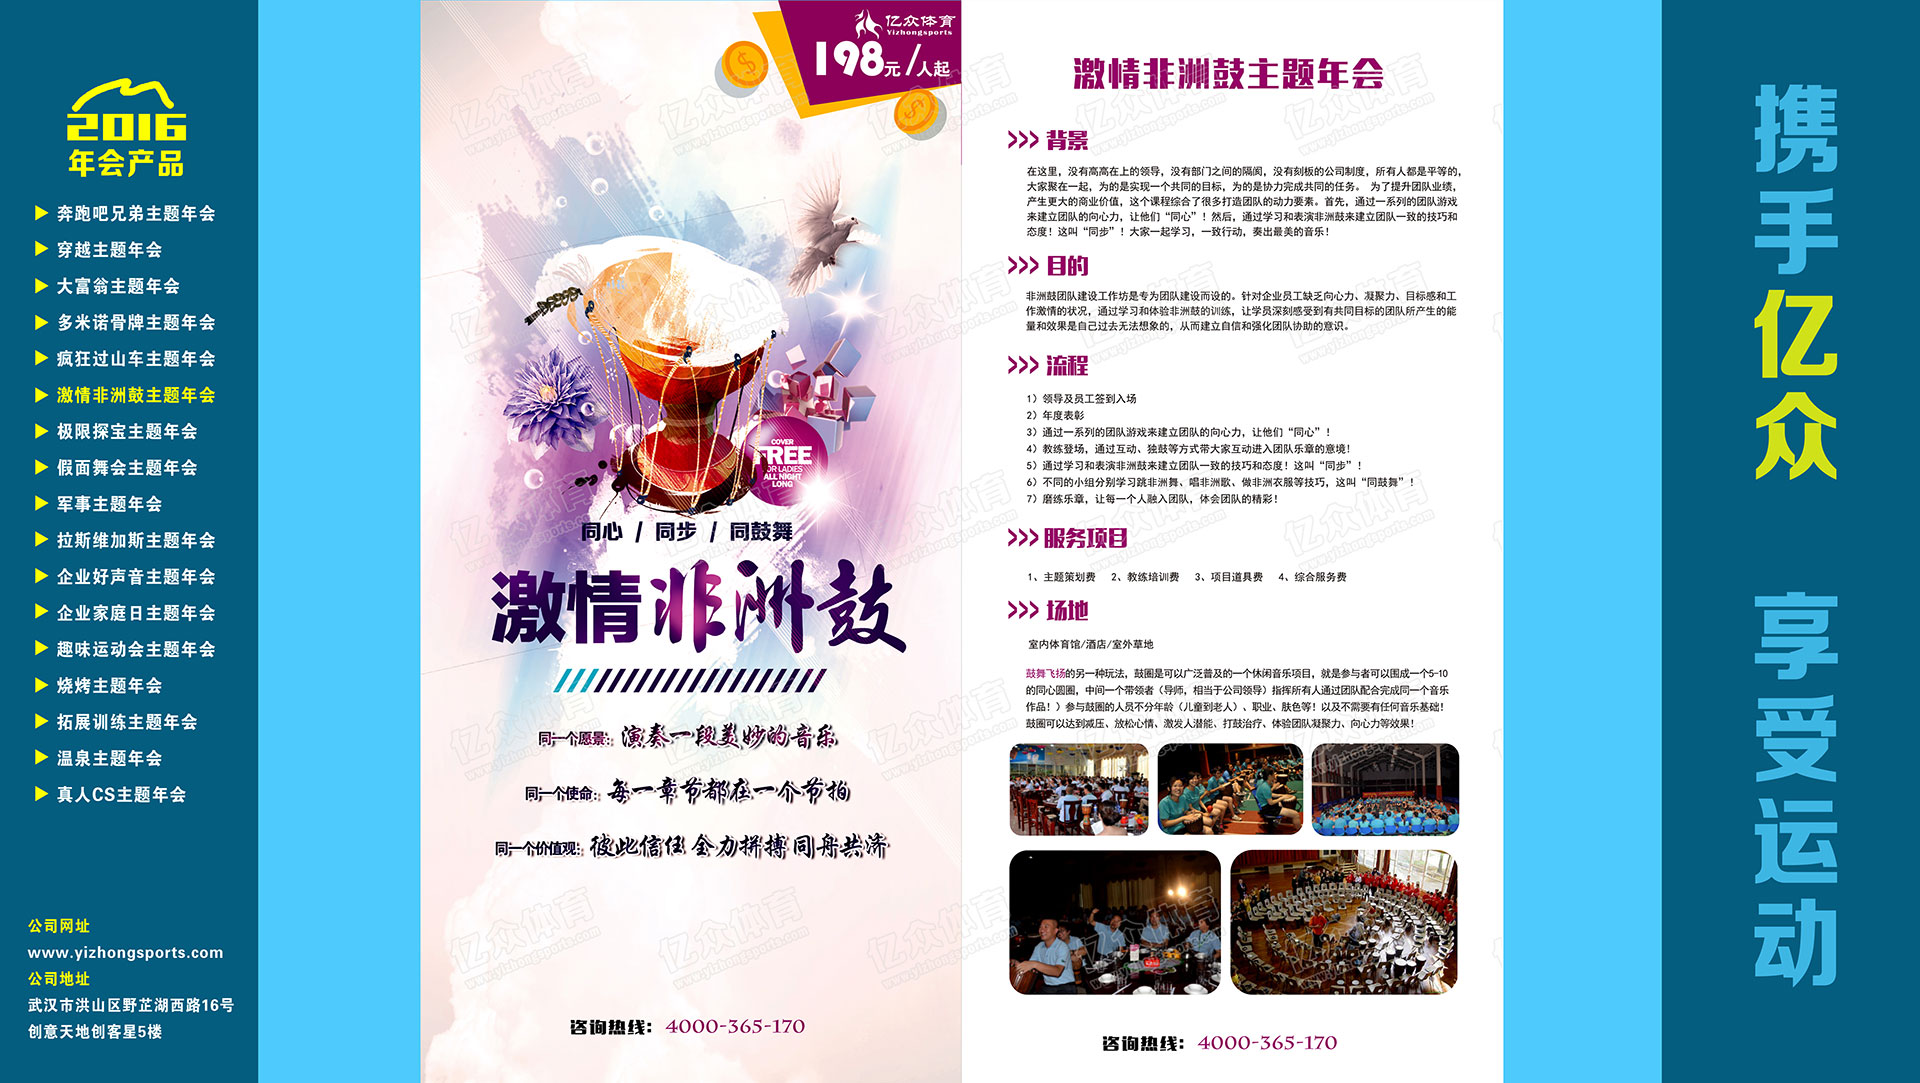 2016
年会产品
奔跑吧兄弟主题年会
穿越主题年会
大富翁主题年会
多米诺骨牌主题年会
疯狂过山车主题年会
激情非洲鼓主题年会
极限探宝主题年会
假面舞会主题年会
军事主题年会
拉斯维加斯主题年会
企业好声音主题年会
企业家庭日主题年会
趣味运动会主题年会
烧烤主题年会
拓展训练主题年会
温泉主题年会
真人CS主题年会
公司网址
www.yizhongsports.com
公司地址
武汉市洪山区野芷湖西路16号
创意天地创客星5楼
亿众体育
Yizhongsports
198元/人起
COVER
FREE
OR LADIES
ALL NIGHT
LONG
同心 / 同步 / 同鼓舞
激情非洲鼓
同一个愿景：演奏一段美妙的音乐
同一个使命：每一章节都在一个节拍
同一个价值观：彼此信任 全力拼搏 同舟共济
咨询热线：4000-365-170
激情非洲鼓主题年会
>>> 背景
在这里，没有高高在上的领导，没有部门之间的隔阂，没有刻板的公司制度，所有人都是平等的，
大家聚在一起，为的是实现一个共同的目标，为的是协力完成共同的任务。 为了提升团队业绩，
产生更大的商业价值，这个课程综合了很多打造团队的动力要素。首先，通过一系列的团队游戏
来建立团队的向心力，让他们“同心”！然后，通过学习和表演非洲鼓来建立团队一致的技巧和
态度！这叫“同步”！大家一起学习，一致行动，奏出最美的音乐！
>>> 目的
非洲鼓团队建设工作坊是专为团队建设而设的。针对企业员工缺乏向心力、凝聚力、目标感和工
作激情的状况，通过学习和体验非洲鼓的训练，让学员深刻感受到有共同目标的团队所产生的能
量和效果是自己过去无法想象的，从而建立自信和强化团队协助的意识。
>>> 流程
1）领导及员工签到入场
2）年度表彰
3）通过一系列的团队游戏来建立团队的向心力，让他们“同心”！
4）教练登场，通过互动、独鼓等方式带大家互动进入团队乐章的意境！
5）通过学习和表演非洲鼓来建立团队一致的技巧和态度！这叫“同步”！
6）不同的小组分别学习跳非洲舞、唱非洲歌、做非洲衣服等技巧，这叫“同鼓舞”！
7）磨练乐章，让每一个人融入团队，体会团队的精彩！
>>> 服务项目
1、主题策划费 2、教练培训费 3、项目道具费 4、综合服务费
>>> 场地
室内体育馆/酒店/室外草地
鼓舞飞扬的另一种玩法，鼓圈是可以广泛普及的一个休闲音乐项目，就是参与者可以围成一个5-10
的同心圆圈，中间一个带领者（导师，相当于公司领导）指挥所有人通过团队配合完成同一个音乐
作品！）参与鼓圈的人员不分年龄（儿童到老人）、职业、肤色等！以及不需要有任何音乐基础！
鼓圈可以达到减压、放松心情、激发人潜能、打鼓治疗、体验团队凝聚力、向心力等效果！
咨询热线：4000-365-170
携手亿众 享受运动